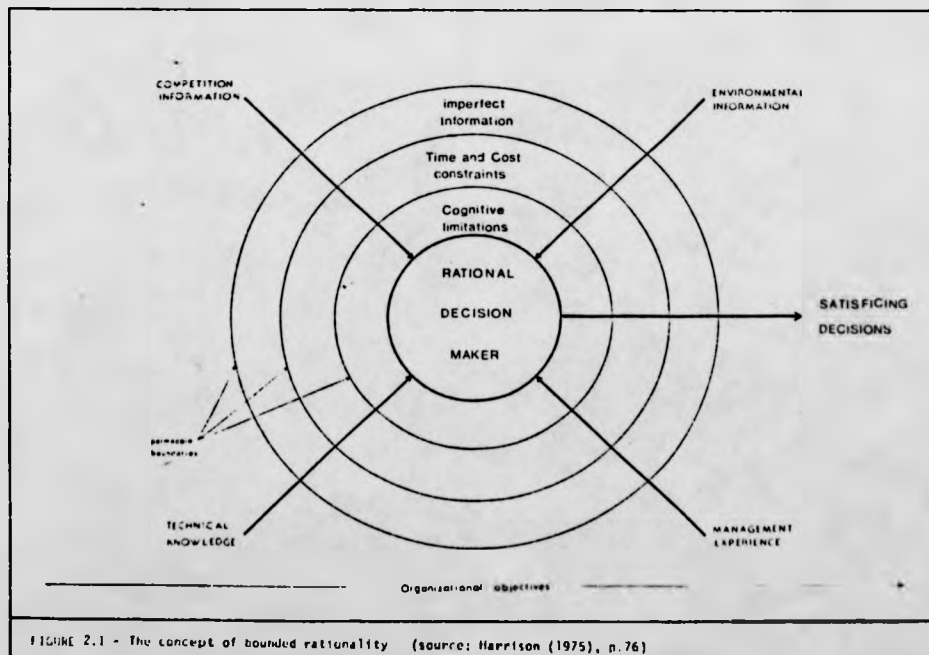 COMPETITION
INFORMATION
ENVIRONMENTAL
INFORMATION
imperfect
Information
Time and Cost
constraints
Cognitive
limitations
RATIONAL
DECISION
MAKER
SATISFICING
DECISIONS
permeable
boundaries
TECHNICAL
KNOWLEDGE
MANAGEMENT
EXPERIENCE
Organizational objectives
FIGURE 2.1 - The concept of bounded rationality (source: Harrison (1975), p.76)